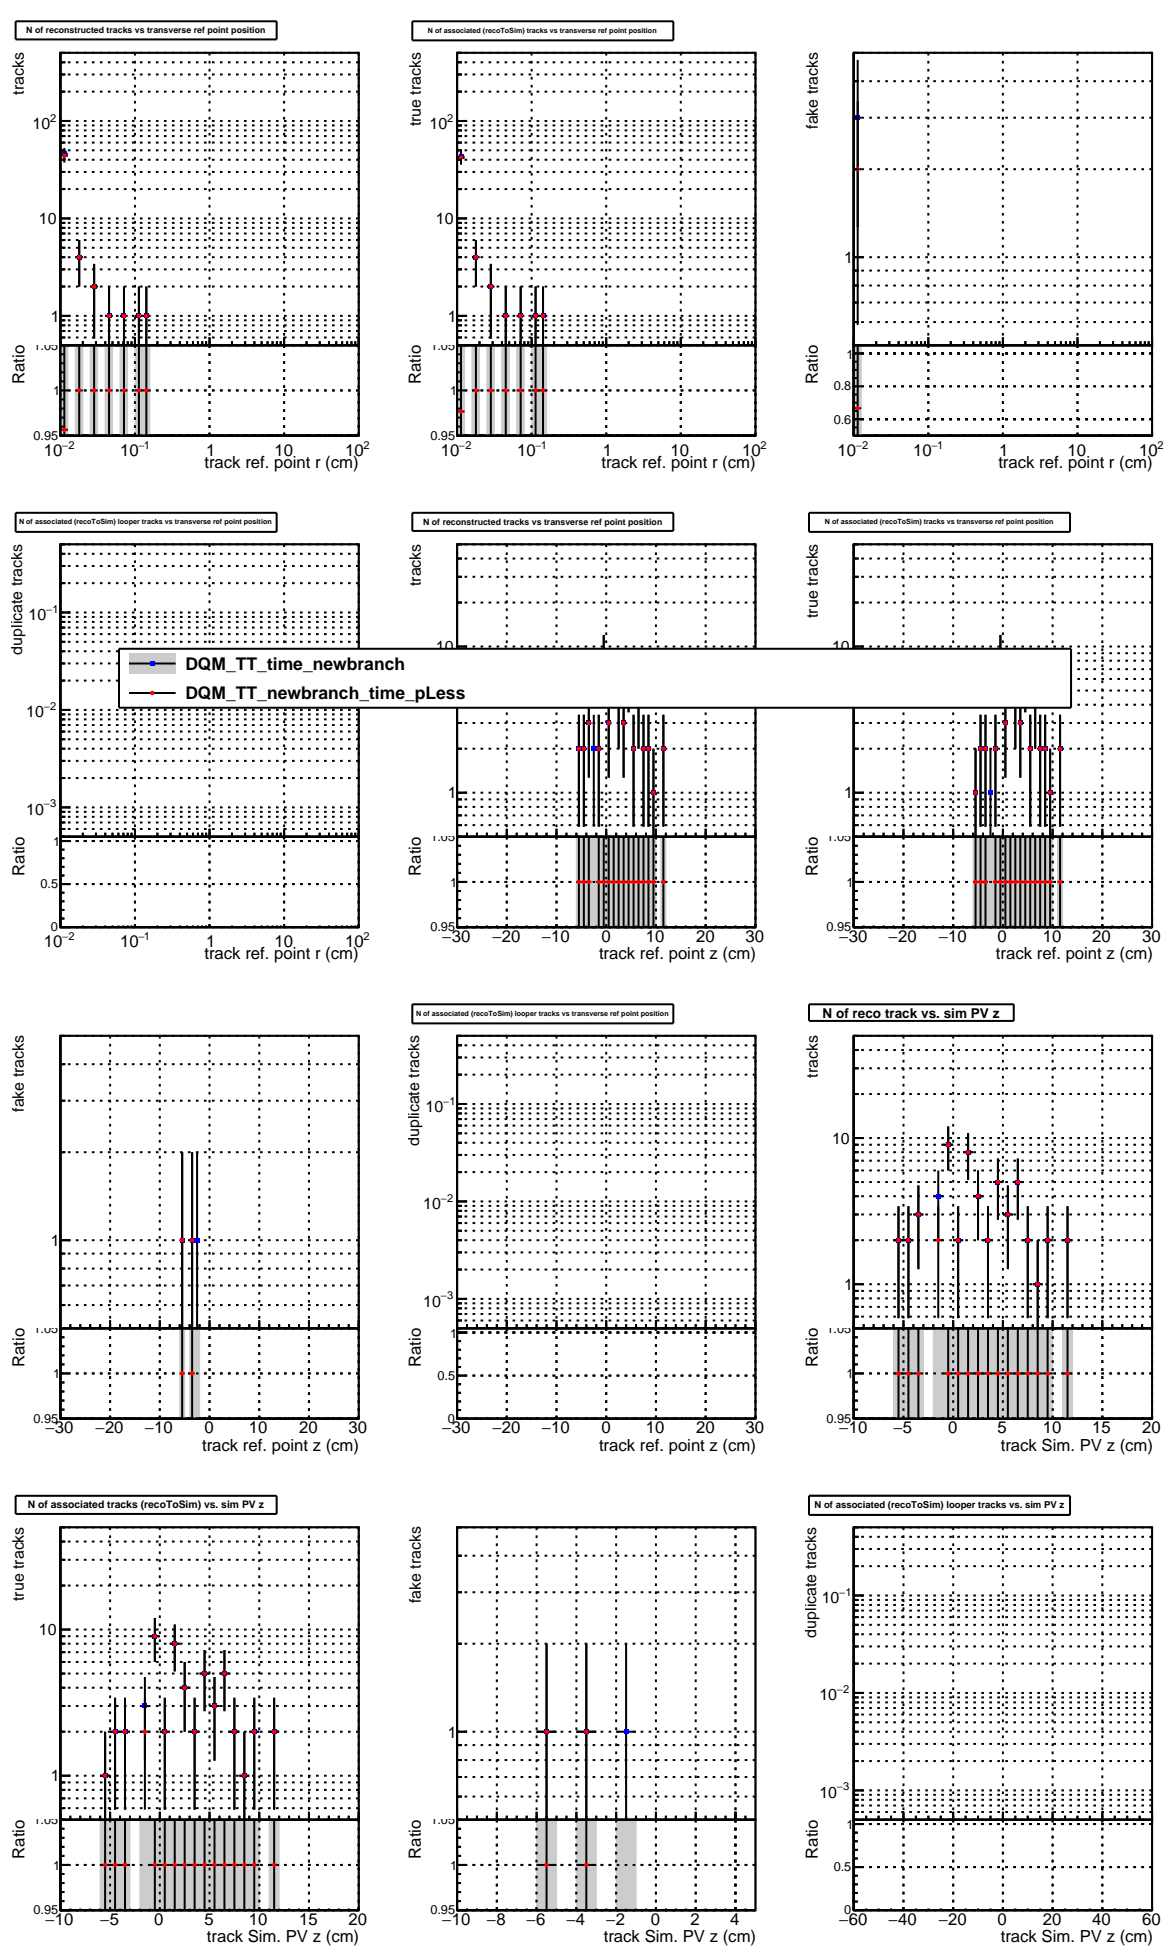 N of reconstructed tracks vs transverse ref point position
tracks
10²
10
1
Ratio
1.05
1
0.95
10⁻² 10⁻¹ 1 10 10²
track ref. point r (cm)
N of associated (recoToSim) tracks vs transverse ref point position
true tracks
10²
10
1
Ratio
1.05
1
0.95
10⁻² 10⁻¹ 1 10 10²
track ref. point r (cm)
fake tracks
1
Ratio
1
0.8
0.6
10⁻² 10⁻¹ 1 10 10²
track ref. point r (cm)
N of associated (recoToSim) looper tracks vs transverse ref point position
duplicate tracks
10⁻¹
10⁻²
10⁻³
Ratio
1
0.5
0
10⁻² 10⁻¹ 1 10 10²
track ref. point r (cm)
N of reconstructed tracks vs transverse ref point position
tracks
10
1
Ratio
1.05
1
0.95
−30 −20 −10 0 10 20 30
track ref. point z (cm)
N of associated (recoToSim) tracks vs transverse ref point position
true tracks
10
1
Ratio
1.05
1
0.95
−30 −20 −10 0 10 20 30
track ref. point z (cm)
DQM_TT_time_newbranch
DQM_TT_newbranch_time_pLess
fake tracks
1
Ratio
1.05
1
0.95
−30 −20 −10 0 10 20 30
track ref. point z (cm)
N of associated (recoToSim) looper tracks vs transverse ref point position
duplicate tracks
10⁻¹
10⁻²
10⁻³
Ratio
1
0.5
0
−30 −20 −10 0 10 20 30
track ref. point z (cm)
N of reco track vs. sim PV z
tracks
10
1
Ratio
1.05
1
0.95
−10 −5 0 5 10 15 20
track Sim. PV z (cm)
N of associated tracks (recoToSim) vs. sim PV z
true tracks
10
1
Ratio
1.05
1
0.95
−10 −5 0 5 10 15 20
track Sim. PV z (cm)
fake tracks
1
Ratio
1.05
1
0.95
−10 −8 −6 −4 −2 0 2 4
track Sim. PV z (cm)
N of associated (recoToSim) looper tracks vs. sim PV z
duplicate tracks
10⁻¹
10⁻²
10⁻³
Ratio
1
0.5
0
−60 −40 −20 0 20 40 60
track Sim. PV z (cm)